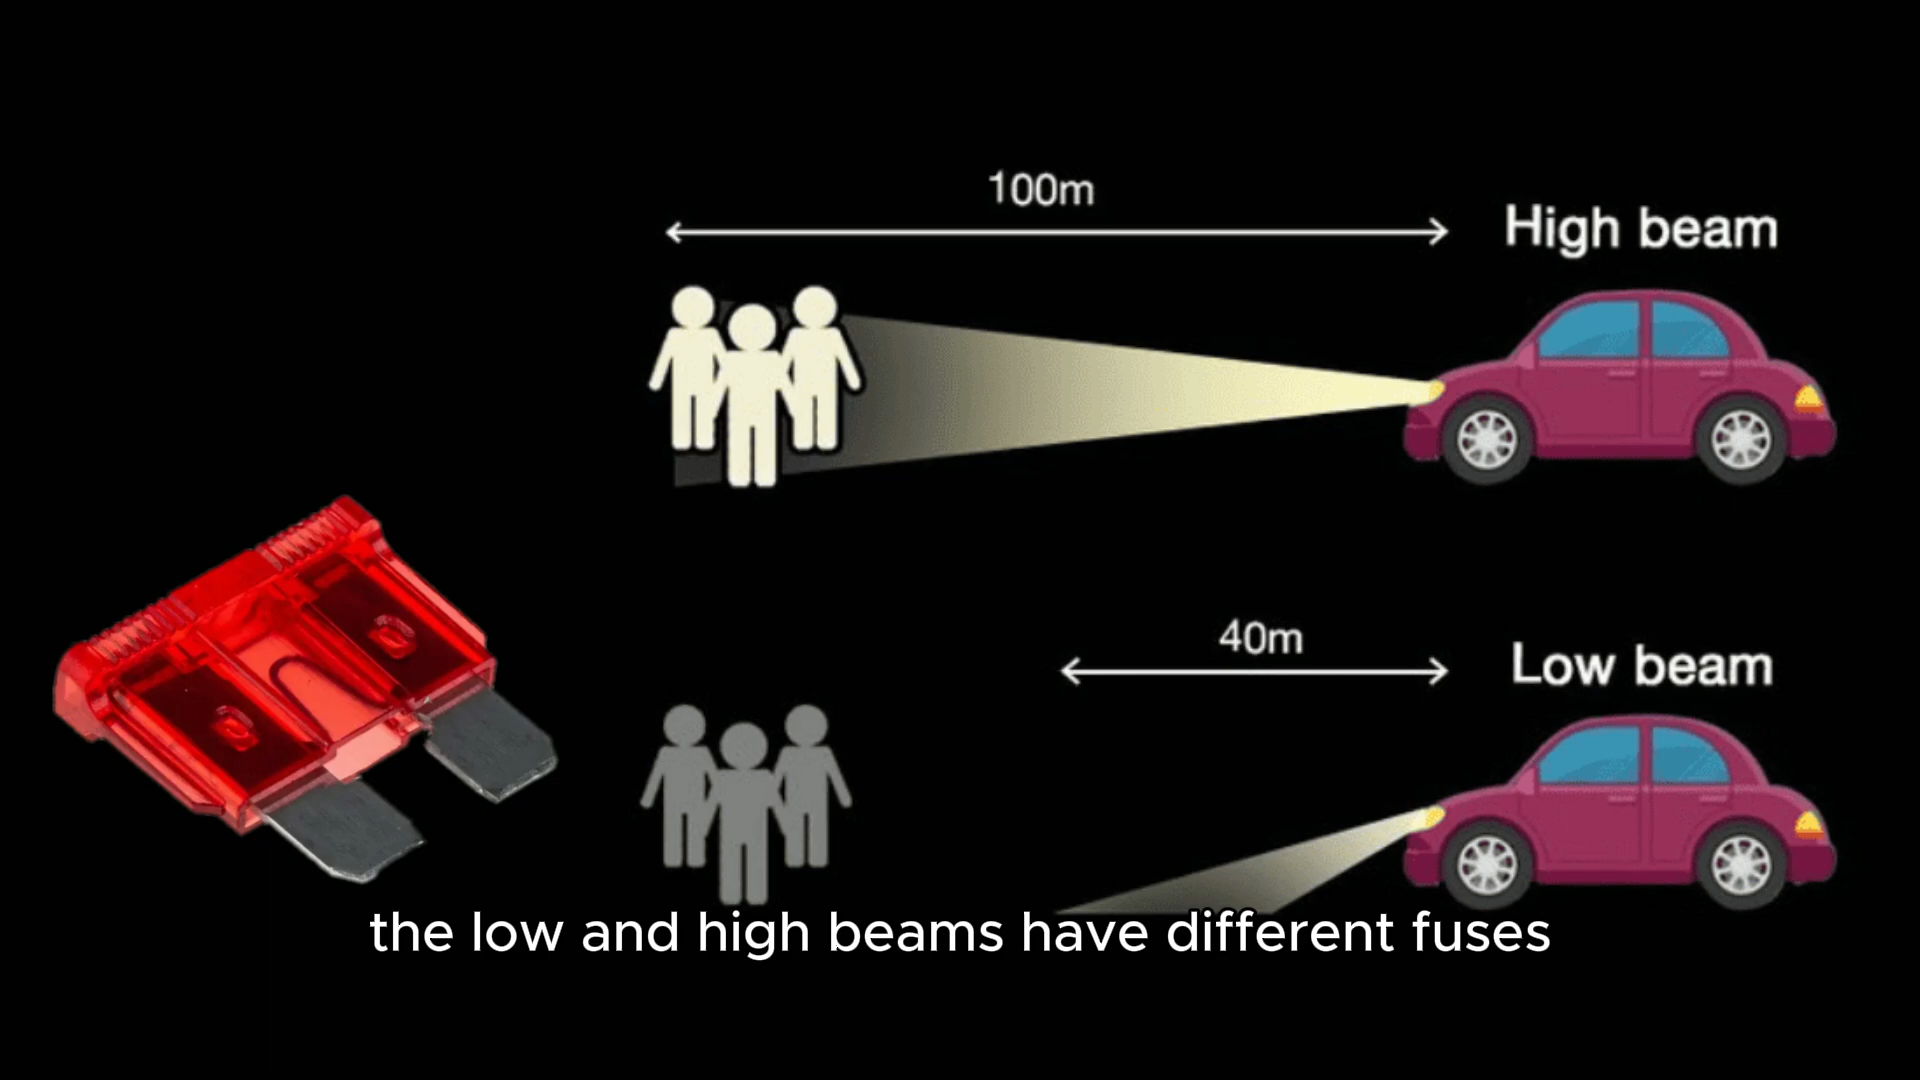 100m
High beam
40m
Low beam
the low and high beams have different fuses